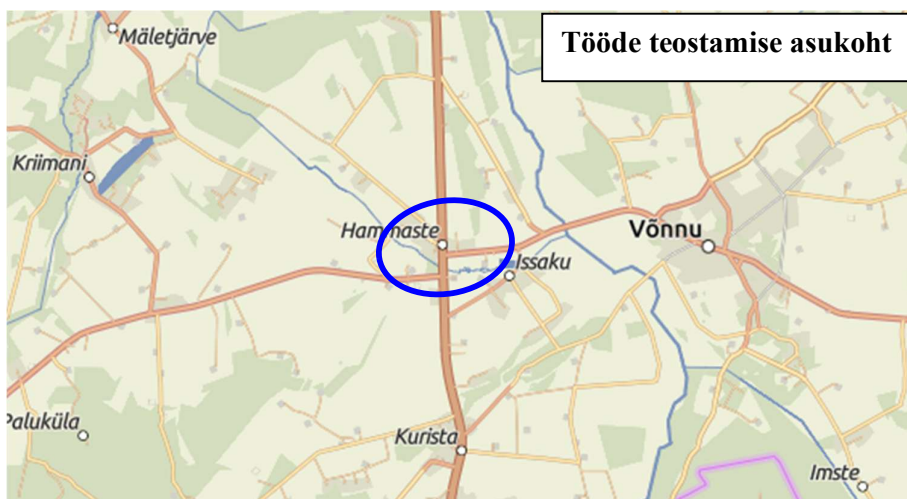 Tööde teostamise asukoht
Mäletjärve
Kriimani
Hammaste
Võnnu
Issaku
Paluküla
Kurista
Imste